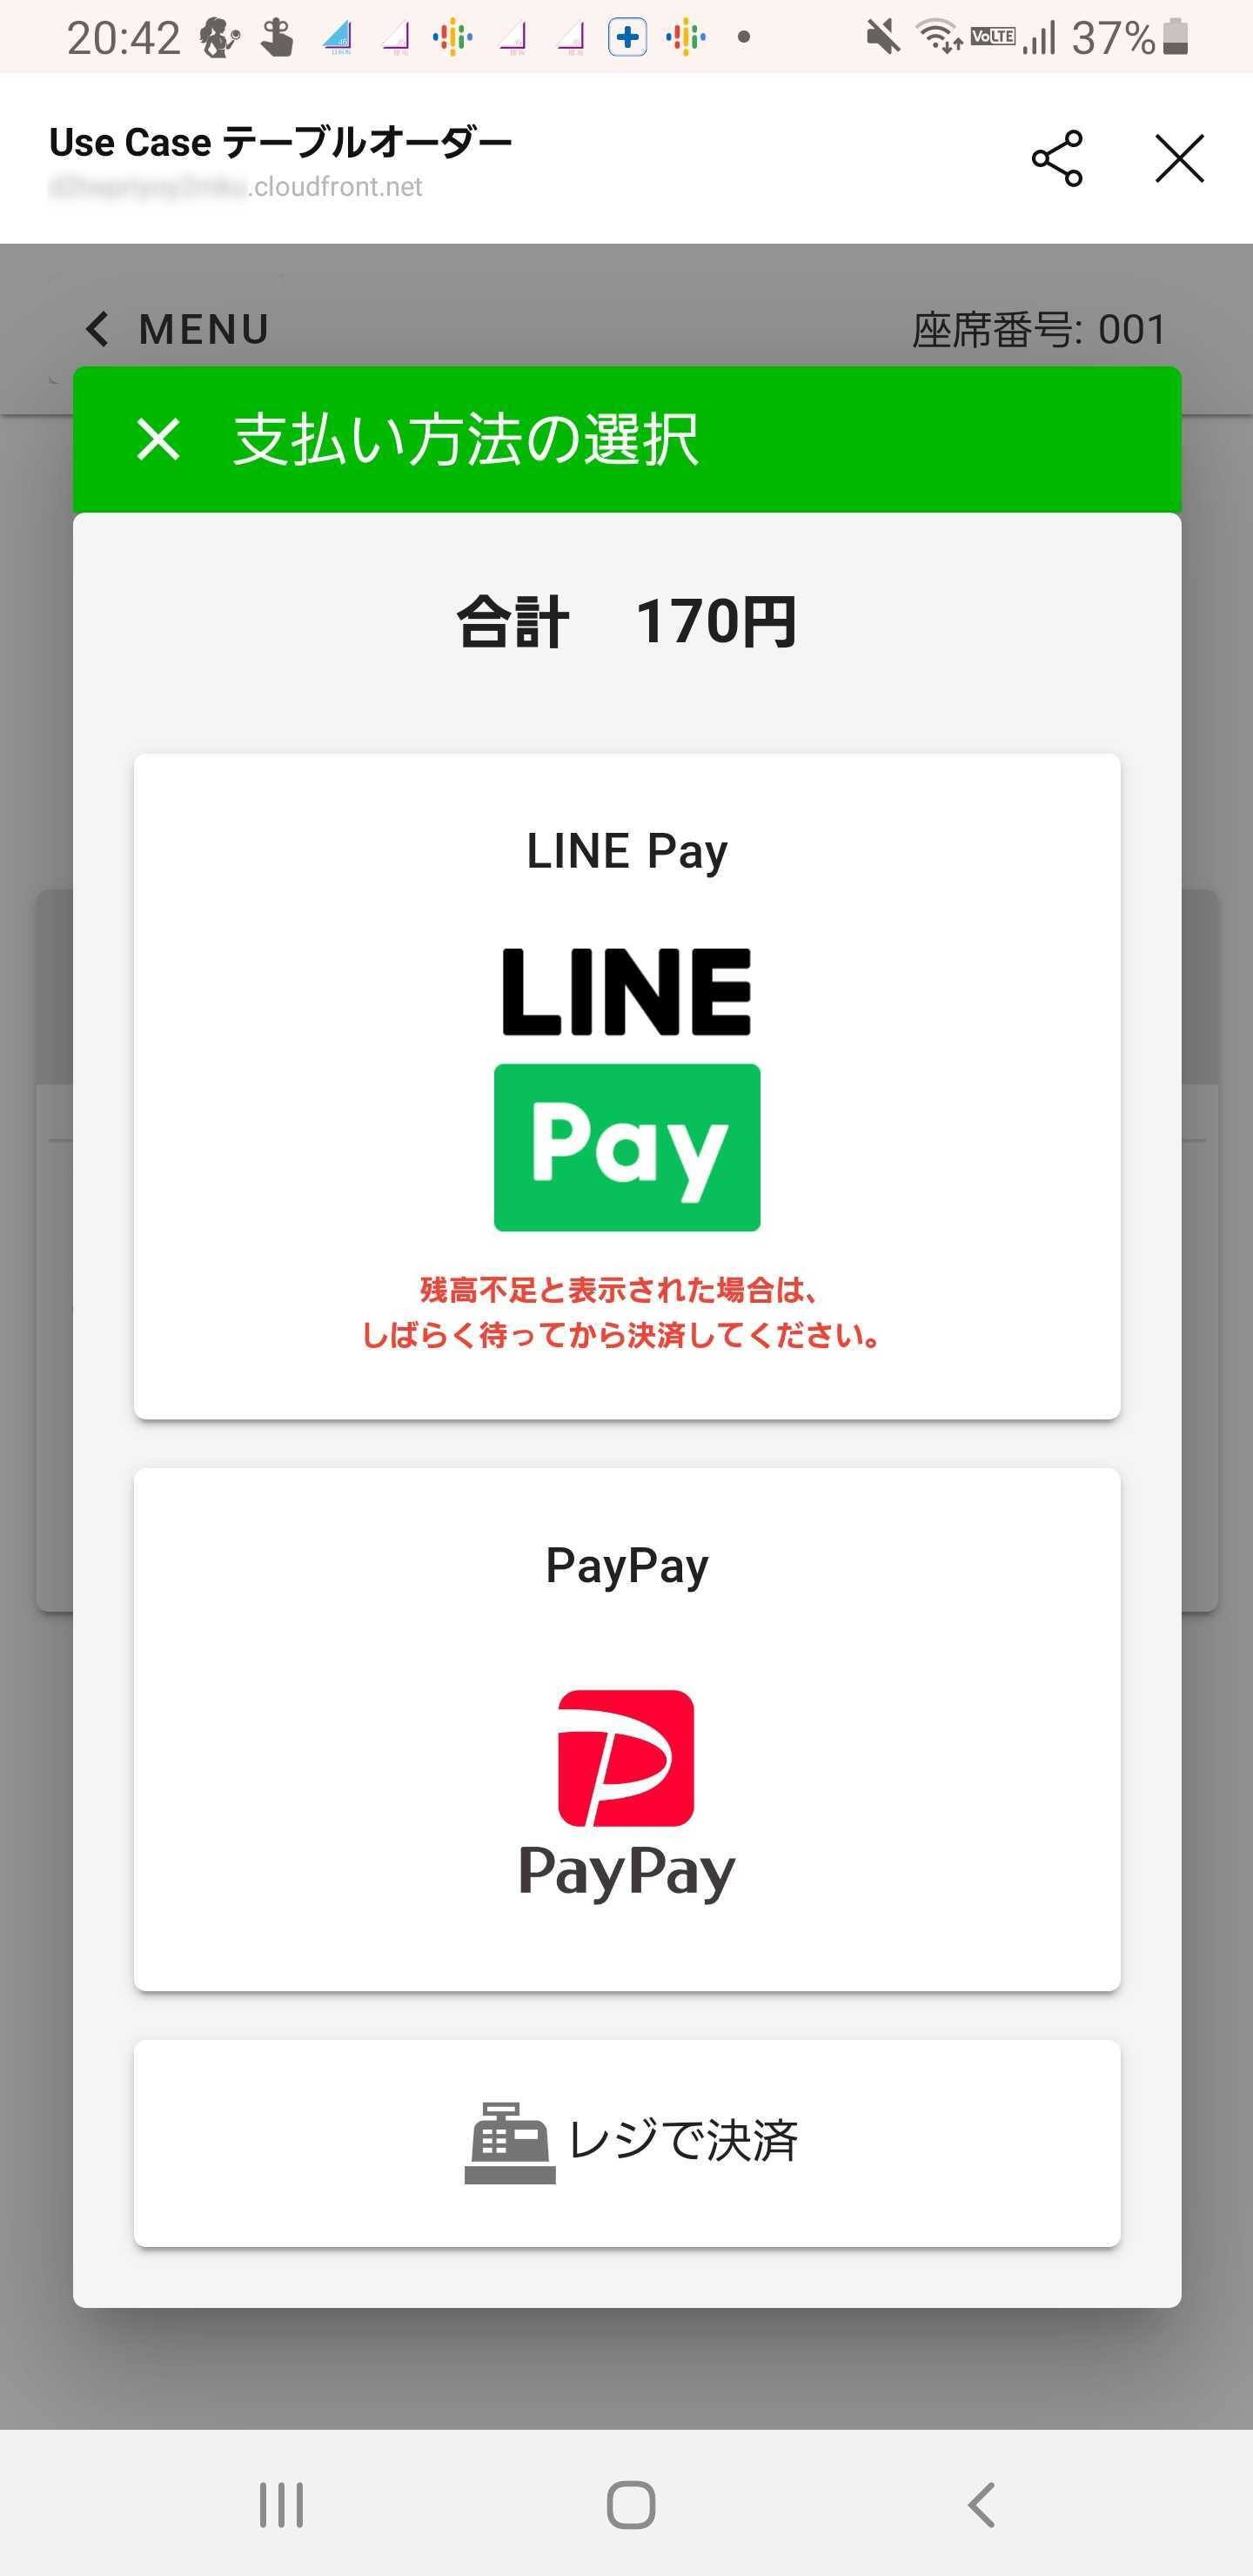 20:42 VoLTE 37%
Use Case テーブルオーダー
.cloudfront.net
MENU 座席番号: 001
支払い方法の選択
合計 170円
LINE Pay
LINE
Pay
残高不足と表示された場合は、
しばらく待ってから決済してください。
PayPay
PayPay
レジで決済